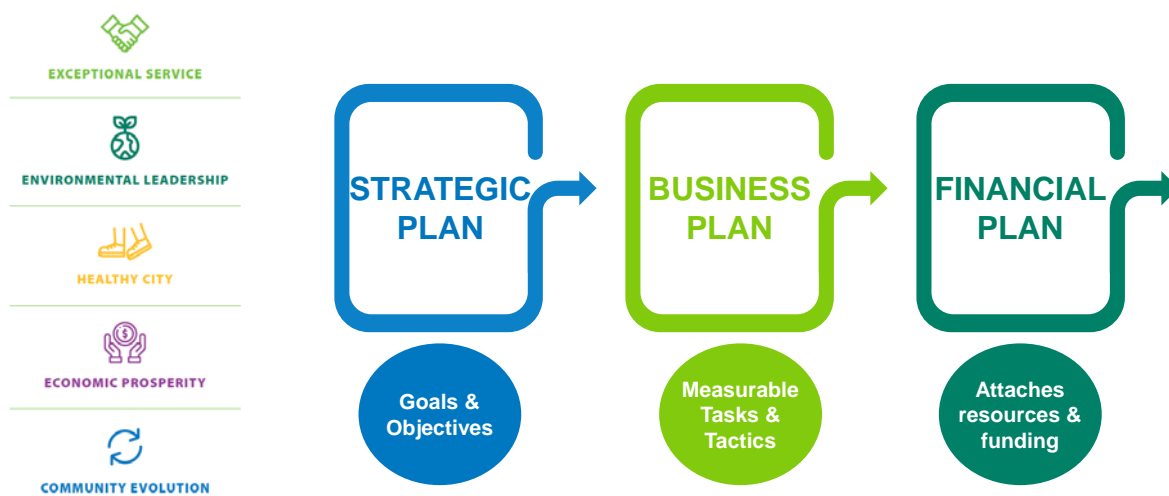 EXCEPTIONAL SERVICE
ENVIRONMENTAL LEADERSHIP
HEALTHY CITY
$
ECONOMIC PROSPERITY
COMMUNITY EVOLUTION
STRATEGIC
PLAN
Goals &
Objectives
BUSINESS
PLAN
Measurable
Tasks &
Tactics
FINANCIAL
PLAN
Attaches
resources &
funding